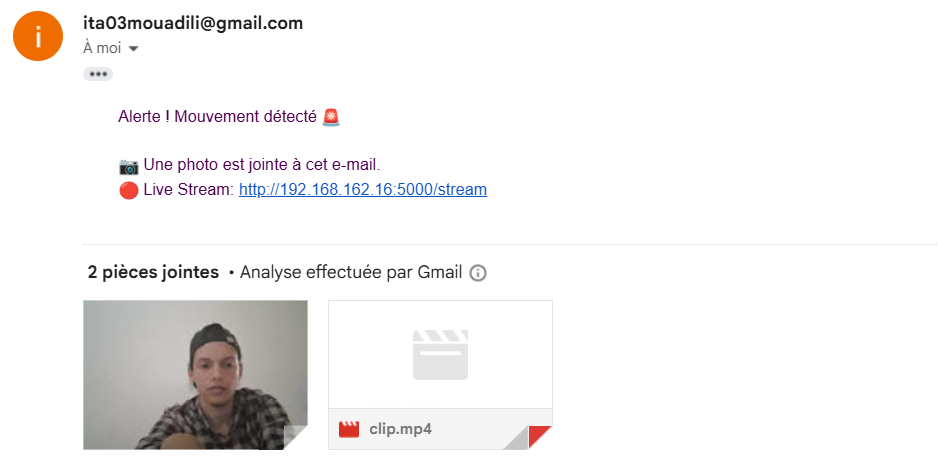 i
ita03mouadili@gmail.com
À moi
Alerte ! Mouvement détecté 🚨
📷 Une photo est jointe à cet e-mail.
🔴 Live Stream: http://192.168.162.16:5000/stream
2 pièces jointes • Analyse effectuée par Gmail
clip.mp4